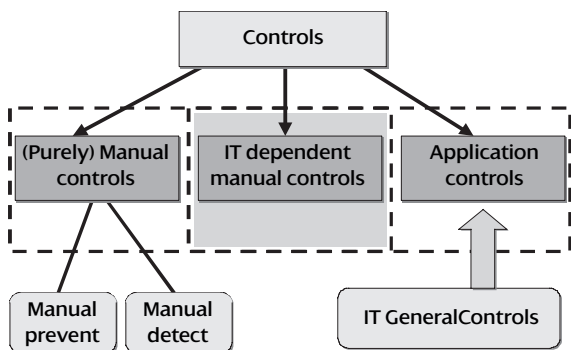 Controls
(Purely) Manual
controls
IT dependent
manual controls
Application
controls
Manual
prevent
Manual
detect
IT GeneralControls